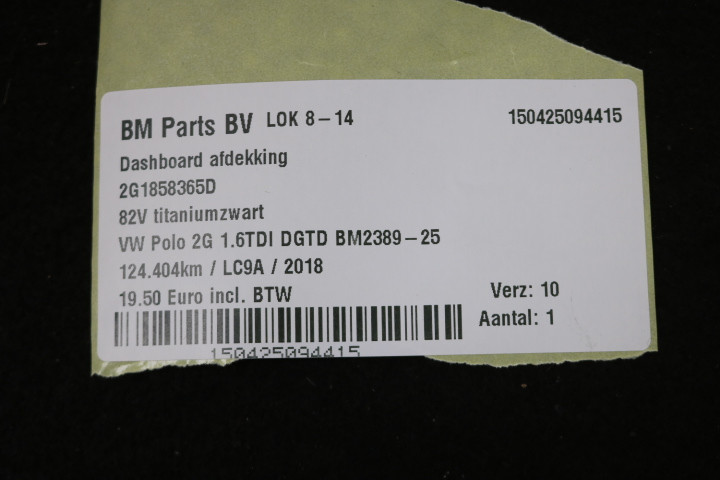 BM Parts BV LOK 8-14 150425094415
Dashboard afdekking
2G1858365D
82V titaniumzwart
VW Polo 2G 1.6TDI DGTD BM2389-25
124.404km / LC9A / 2018
19.50 Euro incl. BTW Verz: 10
Aantal: 1
150425094415